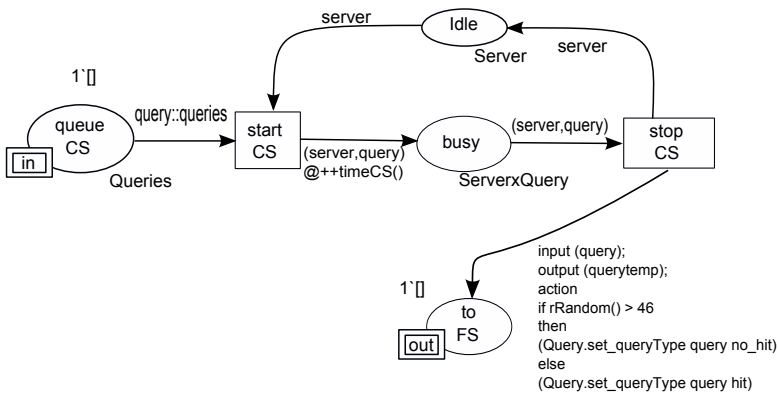 server
Idle
Server
server
1`[]
queue
CS
in
Queries
query::queries
start
CS
(server,query)
@++timeCS()
busy
ServerxQuery
(server,query)
stop
CS
1`[]
to
FS
out
input (query);
output (querytemp);
action
if rRandom() > 46
then
(Query.set_queryType query no_hit)
else
(Query.set_queryType query hit)